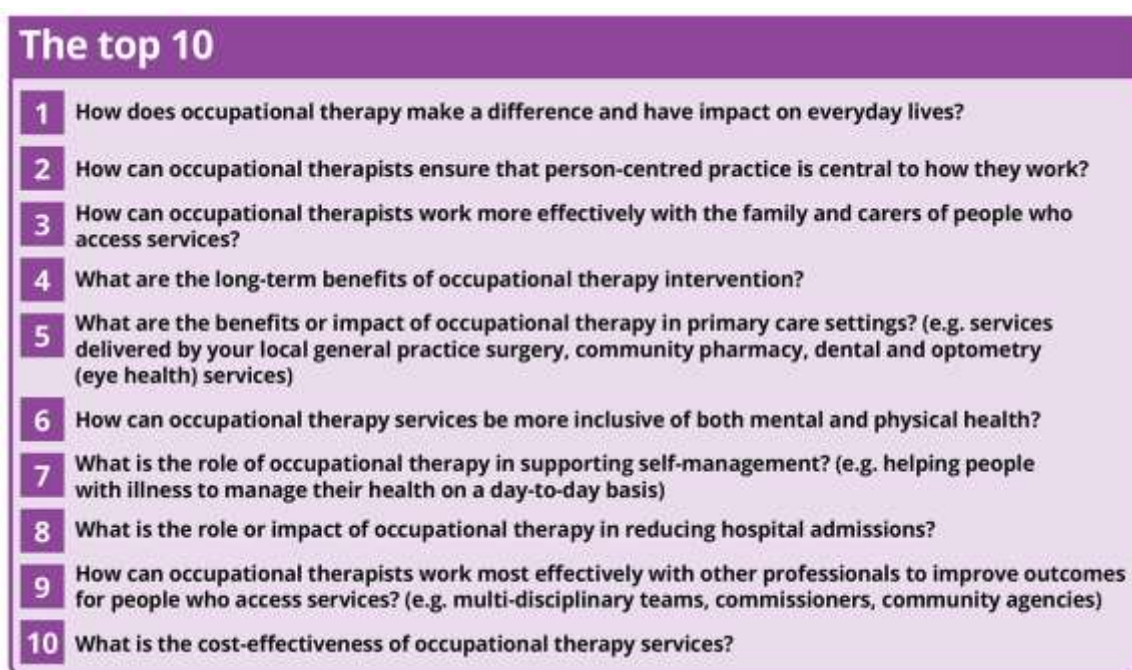 The top 10
1 How does occupational therapy make a difference and have impact on everyday lives?
2 How can occupational therapists ensure that person-centred practice is central to how they work?
3 How can occupational therapists work more effectively with the family and carers of people who
access services?
4 What are the long-term benefits of occupational therapy intervention?
5 What are the benefits or impact of occupational therapy in primary care settings? (e.g. services
delivered by your local general practice surgery, community pharmacy, dental and optometry
(eye health) services)
6 How can occupational therapy services be more inclusive of both mental and physical health?
7 What is the role of occupational therapy in supporting self-management? (e.g. helping people
with illness to manage their health on a day-to-day basis)
8 What is the role or impact of occupational therapy in reducing hospital admissions?
9 How can occupational therapists work most effectively with other professionals to improve outcomes
for people who access services? (e.g. multi-disciplinary teams, commissioners, community agencies)
10 What is the cost-effectiveness of occupational therapy services?